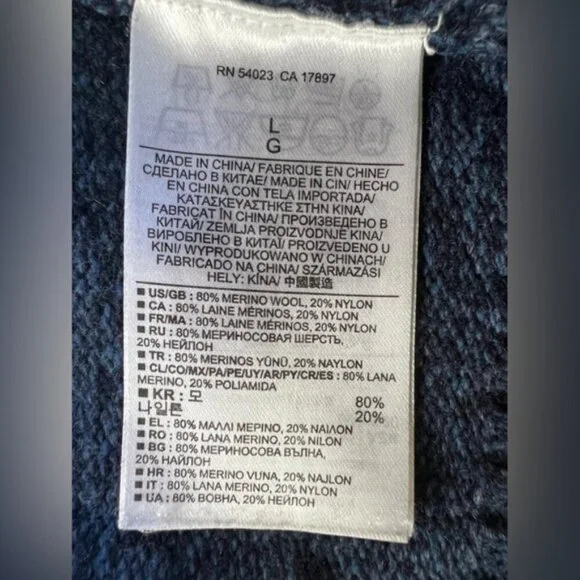 RN 54023 CA 17897
L
G
MADE IN CHINA/ FABRIQUE EN CHINE/
СДЕЛАНО В КИТАЕ/ MADE IN CIN/ HECHO
EN CHINA CON TELA IMPORTADA/
ΚΑΤΑΣΚΕΥΑΣΤΗΚΕ ΣΤΗΝ ΚΙΝΑ/
FABRICAT ÎN CHINA/ ПРОИЗВЕДЕНО В
КИТАЙ/ ZEMLJA PROIZVODNJE KINA/
ВИРОБЛЕНО В КИТАЇ/ PROIZVEDENO U
KINI/ WYPRODUKOWANO W CHINACH/
FABRICADO NA CHINA/ SZÁRMAZÁSI
HELY: KÍNA/ 中國製造
■ US/GB : 80% MERINO WOOL, 20% NYLON
■ CA : 80% LAINE MÉRINOS, 20% NYLON
■ FR/MA : 80% LAINE MÉRINOS, 20% NYLON
■ RU : 80% МЕРИНОСОВАЯ ШЕРСТЬ,
20% НЕЙЛОН
■ TR : 80% MERINOS YÜNÜ, 20% NAYLON
■ CL/CO/MX/PA/PE/UY/AR/PY/CR/ES : 80% LANA
MERINO, 20% POLIAMIDA
■ KR : 모 80%
나일론 20%
■ EL : 80% ΜΑΛΛΙ ΜΕΡΙΝΟ, 20% ΝΑΙΛΟΝ
■ RO : 80% LANA MERINO, 20% NILON
■ BG : 80% МЕРИНОСОВА ВЪЛНА,
20% НАЙЛОН
■ HR : 80% MERINO VUNA, 20% NAJLON
■ IT : 80% LANA MERINO, 20% NYLON
■ UA : 80% ВОВНА, 20% НЕЙЛОН